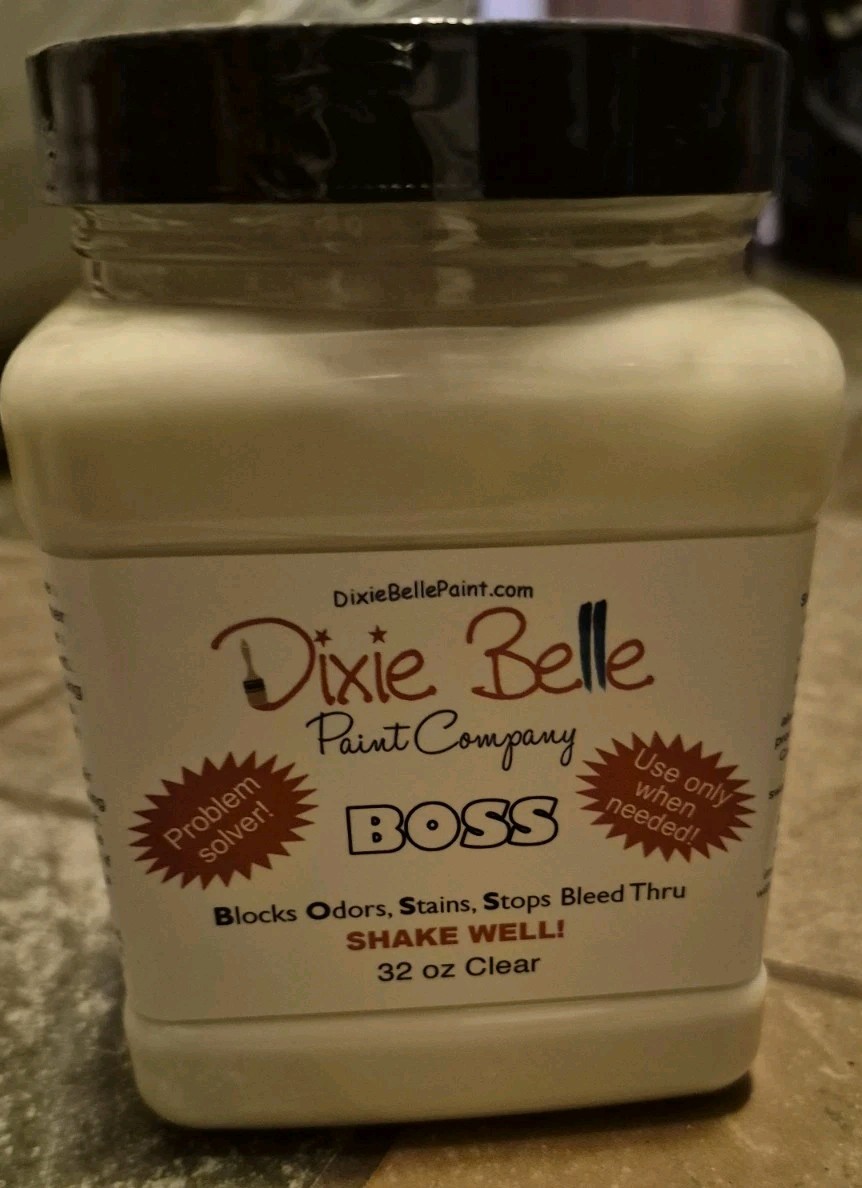 DixieBellePaint.com
Dixie Belle
Paint Company
Problem
solver!
Use only
when
needed!
BOSS
Blocks Odors, Stains, Stops Bleed Thru
SHAKE WELL!
32 oz Clear